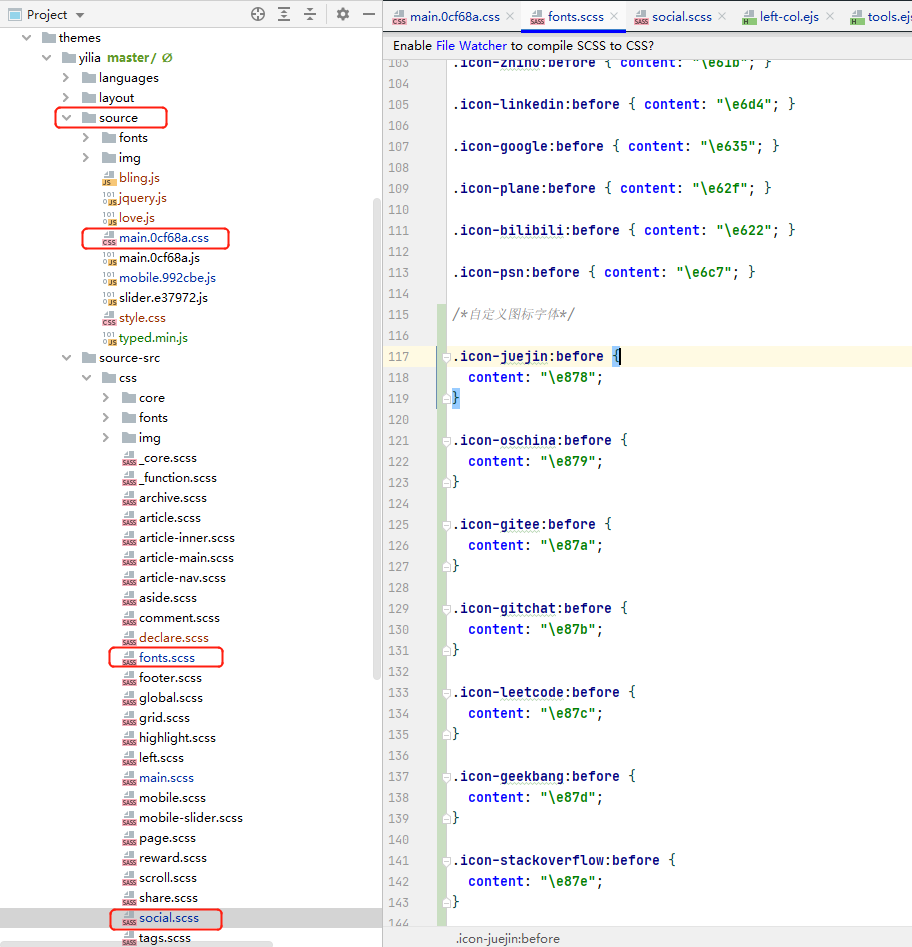 Project
themes
yilia master / Ø
languages
layout
source
fonts
img
bling.js
jquery.js
love.js
main.0cf68a.css
main.0cf68a.js
mobile.992cbe.js
slider.e37972.js
style.css
typed.min.js
source-src
css
core
fonts
img
_core.scss
_function.scss
archive.scss
article.scss
article-inner.scss
article-main.scss
article-nav.scss
aside.scss
comment.scss
declare.scss
fonts.scss
footer.scss
global.scss
grid.scss
highlight.scss
left.scss
main.scss
mobile.scss
mobile-slider.scss
page.scss
reward.scss
scroll.scss
share.scss
social.scss
tags.scss
main.0cf68a.css fonts.scss social.scss left-col.ejs tools.ejs
Enable File Watcher to compile SCSS to CSS?
103 .icon-zhihu:before { content: "\e61b"; }
104
105 .icon-linkedin:before { content: "\e6d4"; }
106
107 .icon-google:before { content: "\e635"; }
108
109 .icon-plane:before { content: "\e62f"; }
110
111 .icon-bilibili:before { content: "\e622"; }
112
113 .icon-psn:before { content: "\e6c7"; }
114
115 /*自定义图标字体*/
116
117 .icon-juejin:before {
118 content: "\e878";
119 }
120
121 .icon-oschina:before {
122 content: "\e879";
123 }
124
125 .icon-gitee:before {
126 content: "\e87a";
127 }
128
129 .icon-gitchat:before {
130 content: "\e87b";
131 }
132
133 .icon-leetcode:before {
134 content: "\e87c";
135 }
136
137 .icon-geekbang:before {
138 content: "\e87d";
139 }
140
141 .icon-stackoverflow:before {
142 content: "\e87e";
143 }
144
.icon-juejin:before